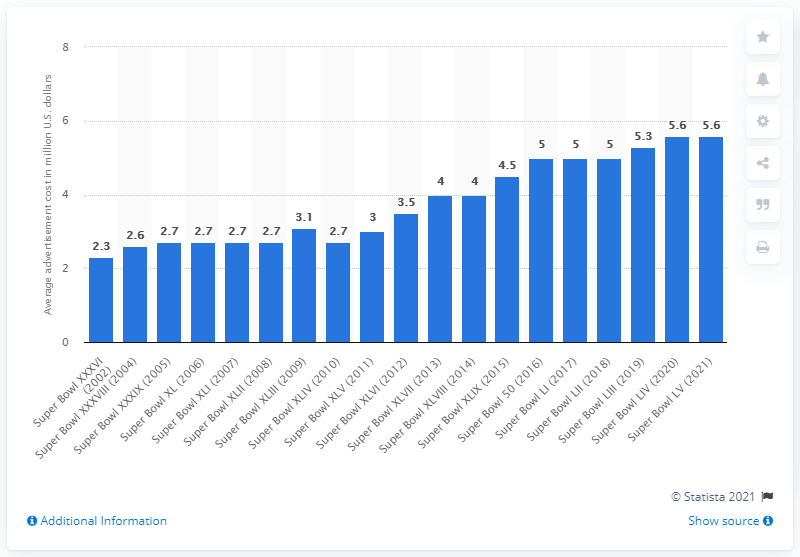 Average advertisement cost in million U.S. dollars
8
6
4
2
0
2.3
2.6
2.7
2.7
2.7
2.7
3.1
2.7
3
3.5
4
4
4.5
5
5
5
5.3
5.6
5.6
Super Bowl XXXVI
(2002)
Super Bowl XXXVIII (2004)
Super Bowl XXXIX (2005)
Super Bowl XL (2006)
Super Bowl XLI (2007)
Super Bowl XLII (2008)
Super Bowl XLIII (2009)
Super Bowl XLIV (2010)
Super Bowl XLV (2011)
Super Bowl XLVI (2012)
Super Bowl XLVII (2013)
Super Bowl XLVIII (2014)
Super Bowl XLIX (2015)
Super Bowl 50 (2016)
Super Bowl LI (2017)
Super Bowl LII (2018)
Super Bowl LIII (2019)
Super Bowl LIV (2020)
Super Bowl LV (2021)
© Statista 2021
Additional Information
Show source